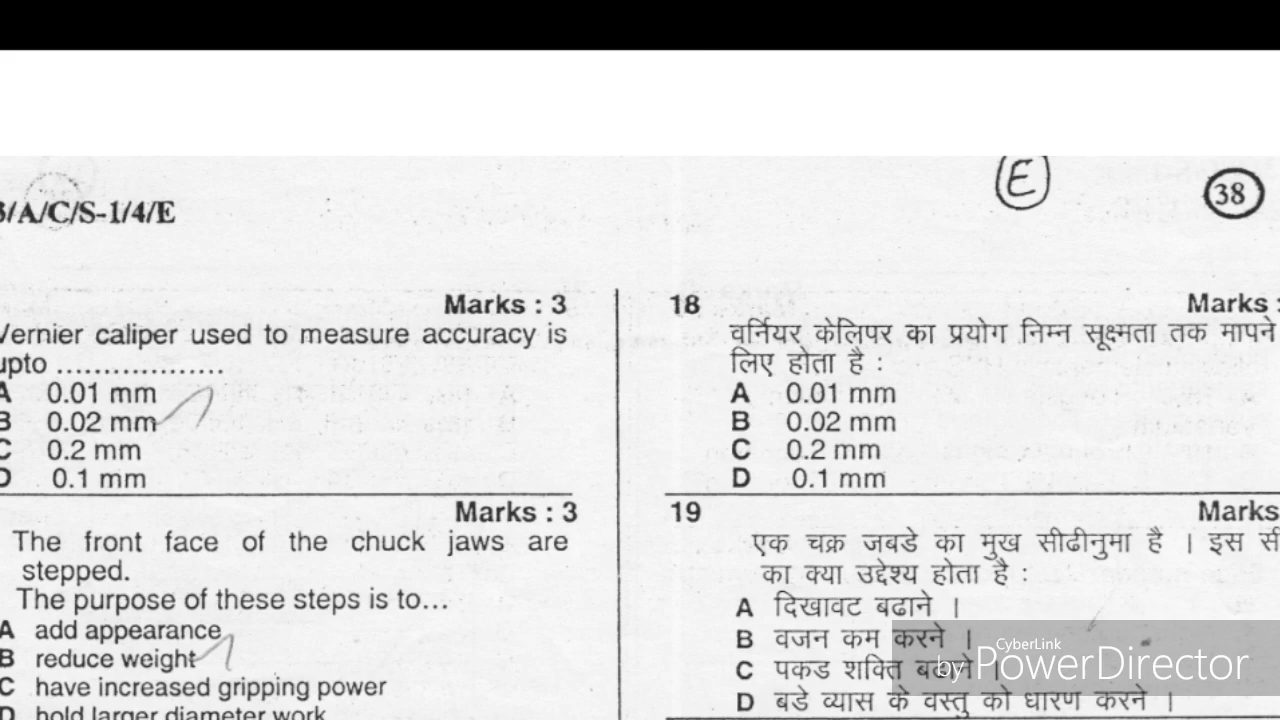 3/A/C/S-1/4/E
E
38
Marks : 3
Vernier caliper used to measure accuracy is
upto ..................
A 0.01 mm
B 0.02 mm
C 0.2 mm
D 0.1 mm
Marks : 3
The front face of the chuck jaws are
stepped.
The purpose of these steps is to...
A add appearance
B reduce weight
C have increased gripping power
D hold larger diameter work
18 Marks :
वर्नियर केलिपर का प्रयोग निम्न सूक्ष्मता तक मापने
लिए होता है :
A 0.01 mm
B 0.02 mm
C 0.2 mm
D 0.1 mm
19 Marks
एक चक्र जबडे का मुख सीढीनुमा है । इस सी
का क्या उद्देश्य होता है :
A दिखावट बढाने ।
B वजन कम करने ।
C पकड शक्ति बढाने ।
D बडे व्यास के वस्तु को धारण करने ।
CyberLink
by PowerDirector